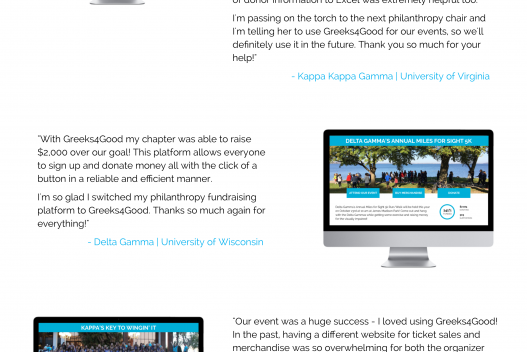 of donor information to Excel was extremely helpful too.
I'm passing on the torch to the next philanthropy chair and
I'm telling her to use Greeks4Good for our events, so we'll
definitely use it in the future. Thank you so much for your
help!"
- Kappa Kappa Gamma | University of Virginia
"With Greeks4Good my chapter was able to raise
$2,000 over our goal! This platform allows everyone
to sign up and donate money all with the click of a
button in a reliable and efficient manner.
I'm so glad I switched my philanthropy fundraising
platform to Greeks4Good. Thanks so much again for
everything!"
- Delta Gamma | University of Wisconsin
DELTA GAMMA'S ANNUAL MILES FOR SIGHT 5K
BUY MERCHANDISE
DONATE
KAPPA'S KEY TO WINGIN' IT
"Our event was a huge success - I loved using Greeks4Good!
In the past, having a different website for ticket sales and
merchandise was so overwhelming for both the organizer